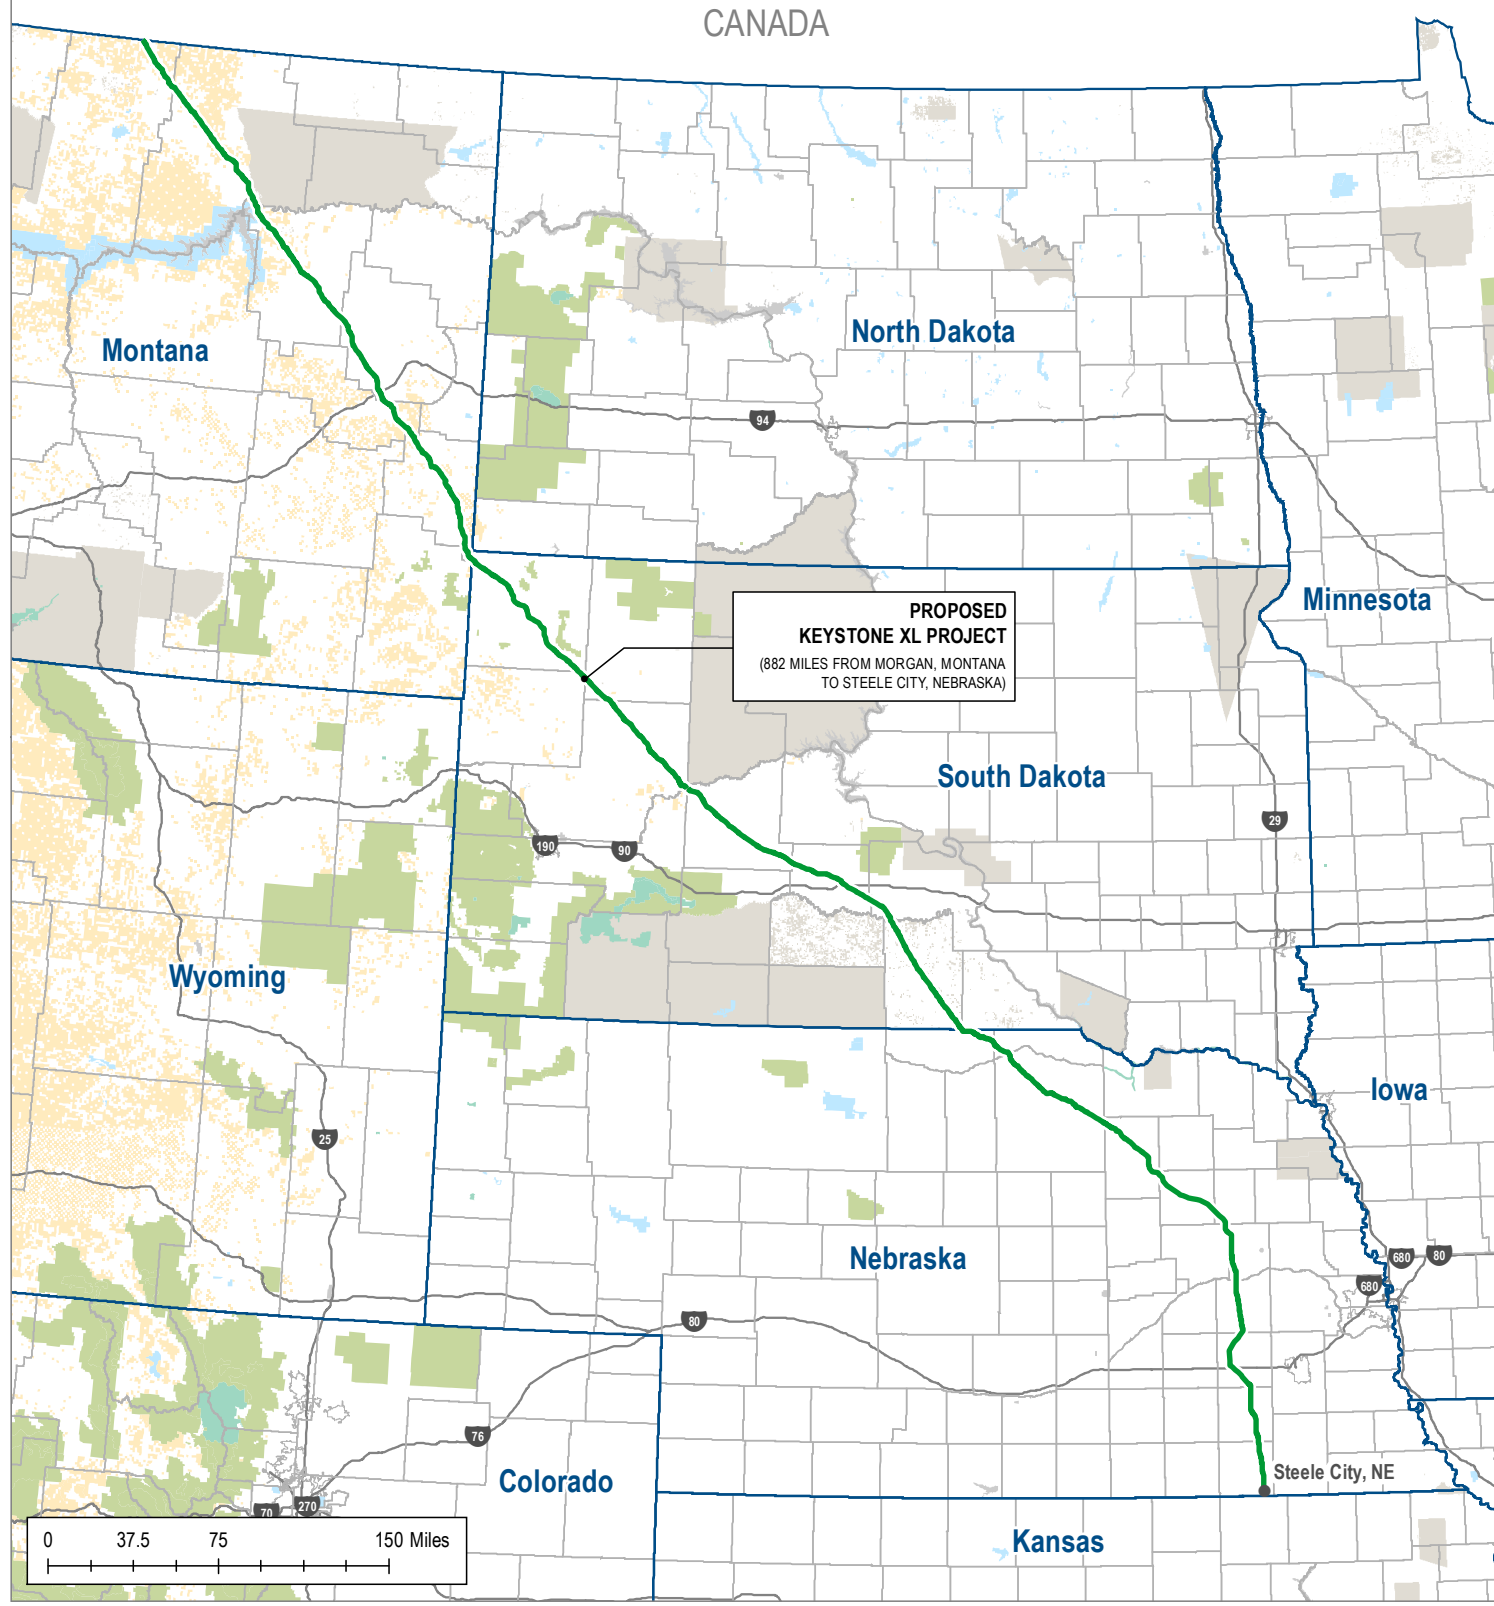 CANADA
Montana
North Dakota
94
Minnesota
PROPOSED
KEYSTONE XL PROJECT
(882 MILES FROM MORGAN, MONTANA
TO STEELE CITY, NEBRASKA)
South Dakota
29
190
90
Wyoming
Iowa
25
Nebraska
680
80
680
80
76
Steele City, NE
Colorado
70
270
Kansas
0 37.5 75 150 Miles